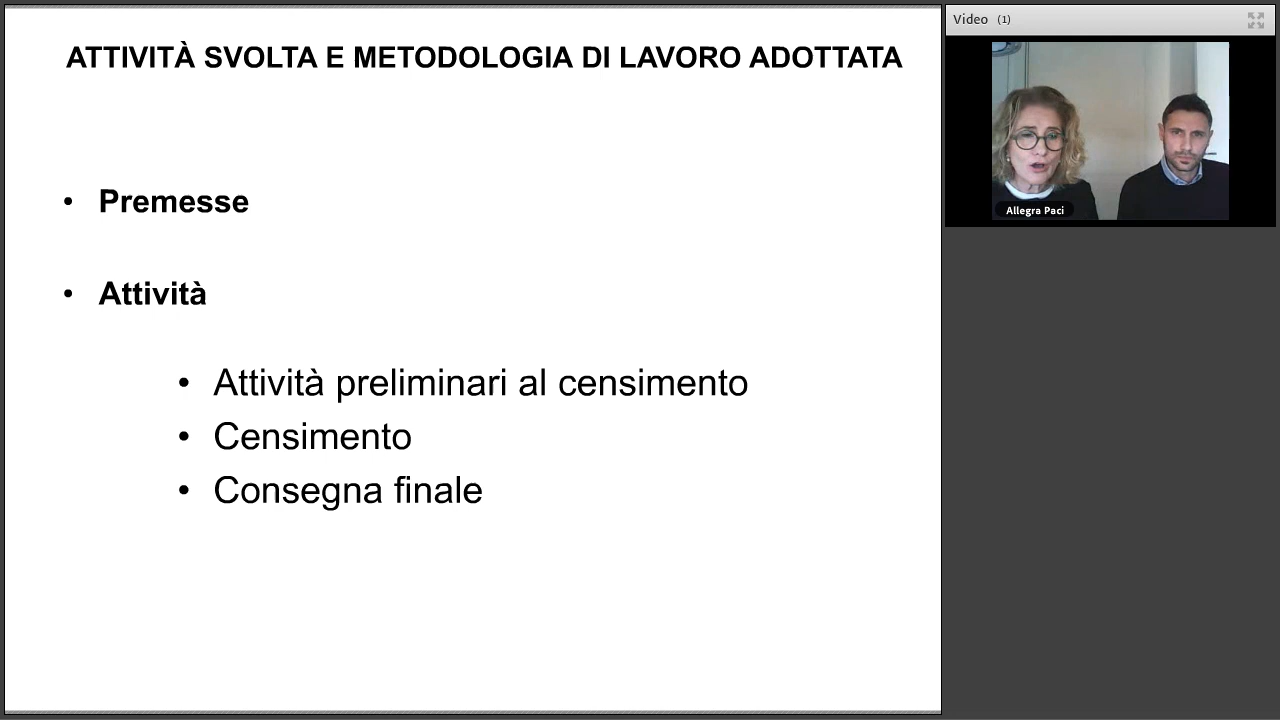 ATTIVITÀ SVOLTA E METODOLOGIA DI LAVORO ADOTTATA
• Premesse
• Attività
• Attività preliminari al censimento
• Censimento
• Consegna finale
Video (1)
Allegra Paci